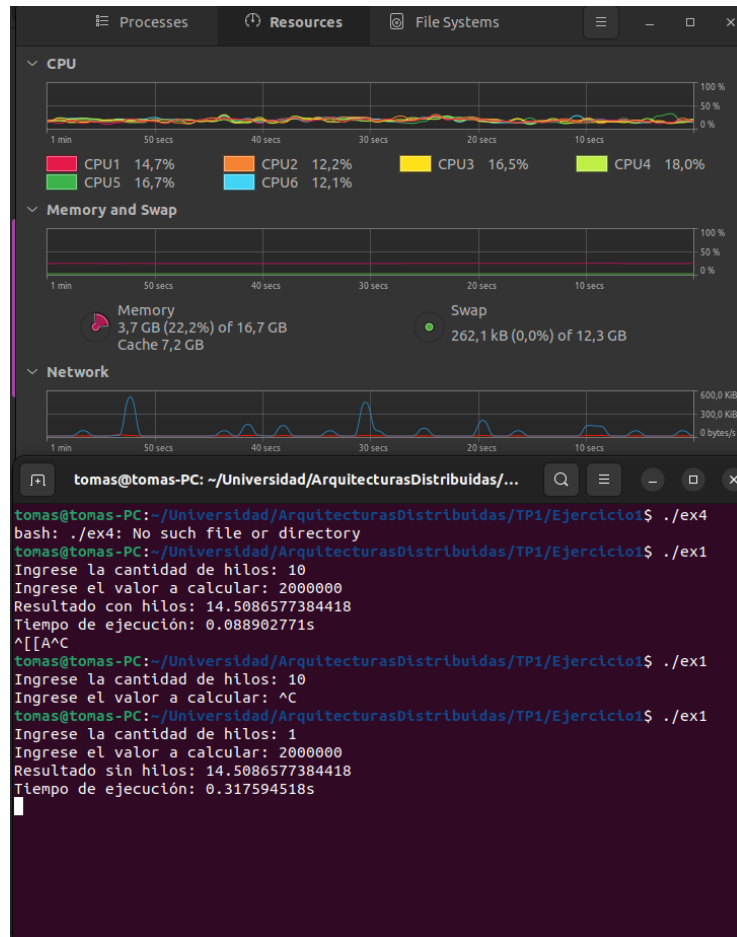 Processes Resources File Systems
CPU
100 %
50 %
0 %
1 min 50 secs 40 secs 30 secs 20 secs 10 secs
CPU1 14,7% CPU2 12,2% CPU3 16,5% CPU4 18,0%
CPU5 16,7% CPU6 12,1%
Memory and Swap
100 %
50 %
0 %
1 min 50 secs 40 secs 30 secs 20 secs 10 secs
Memory
3,7 GB (22,2%) of 16,7 GB
Cache 7,2 GB
Swap
262,1 kB (0,0%) of 12,3 GB
Network
600,0 KiB
300,0 KiB
0 bytes/s
1 min 50 secs 40 secs 30 secs 20 secs 10 secs
tomas@tomas-PC: ~/Universidad/ArquitecturasDistribuidas/...
tomas@tomas-PC:~/Universidad/ArquitecturasDistribuidas/TP1/Ejercicio1$ ./ex4
bash: ./ex4: No such file or directory
tomas@tomas-PC:~/Universidad/ArquitecturasDistribuidas/TP1/Ejercicio1$ ./ex1
Ingrese la cantidad de hilos: 10
Ingrese el valor a calcular: 2000000
Resultado con hilos: 14.5086577384418
Tiempo de ejecución: 0.088902771s
^[[A^C
tomas@tomas-PC:~/Universidad/ArquitecturasDistribuidas/TP1/Ejercicio1$ ./ex1
Ingrese la cantidad de hilos: 10
Ingrese el valor a calcular: ^C
tomas@tomas-PC:~/Universidad/ArquitecturasDistribuidas/TP1/Ejercicio1$ ./ex1
Ingrese la cantidad de hilos: 1
Ingrese el valor a calcular: 2000000
Resultado sin hilos: 14.5086577384418
Tiempo de ejecución: 0.317594518s